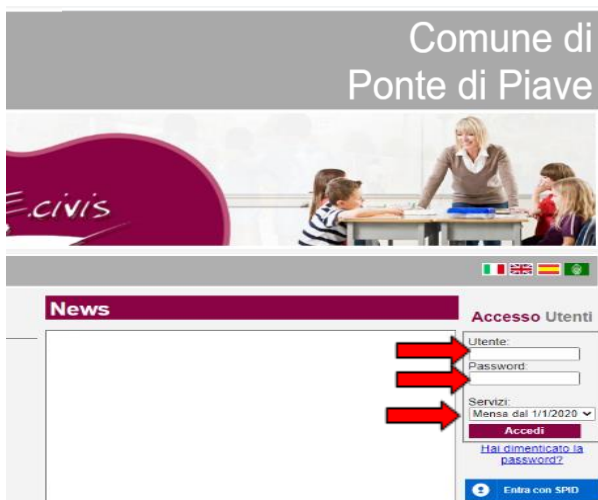 Comune di
Ponte di Piave
E.civis
News
Accesso Utenti
Utente:
Password:
Servizi:
Mensa dal 1/1/2020
Accedi
Hai dimenticato la
password?
Entra con SPID